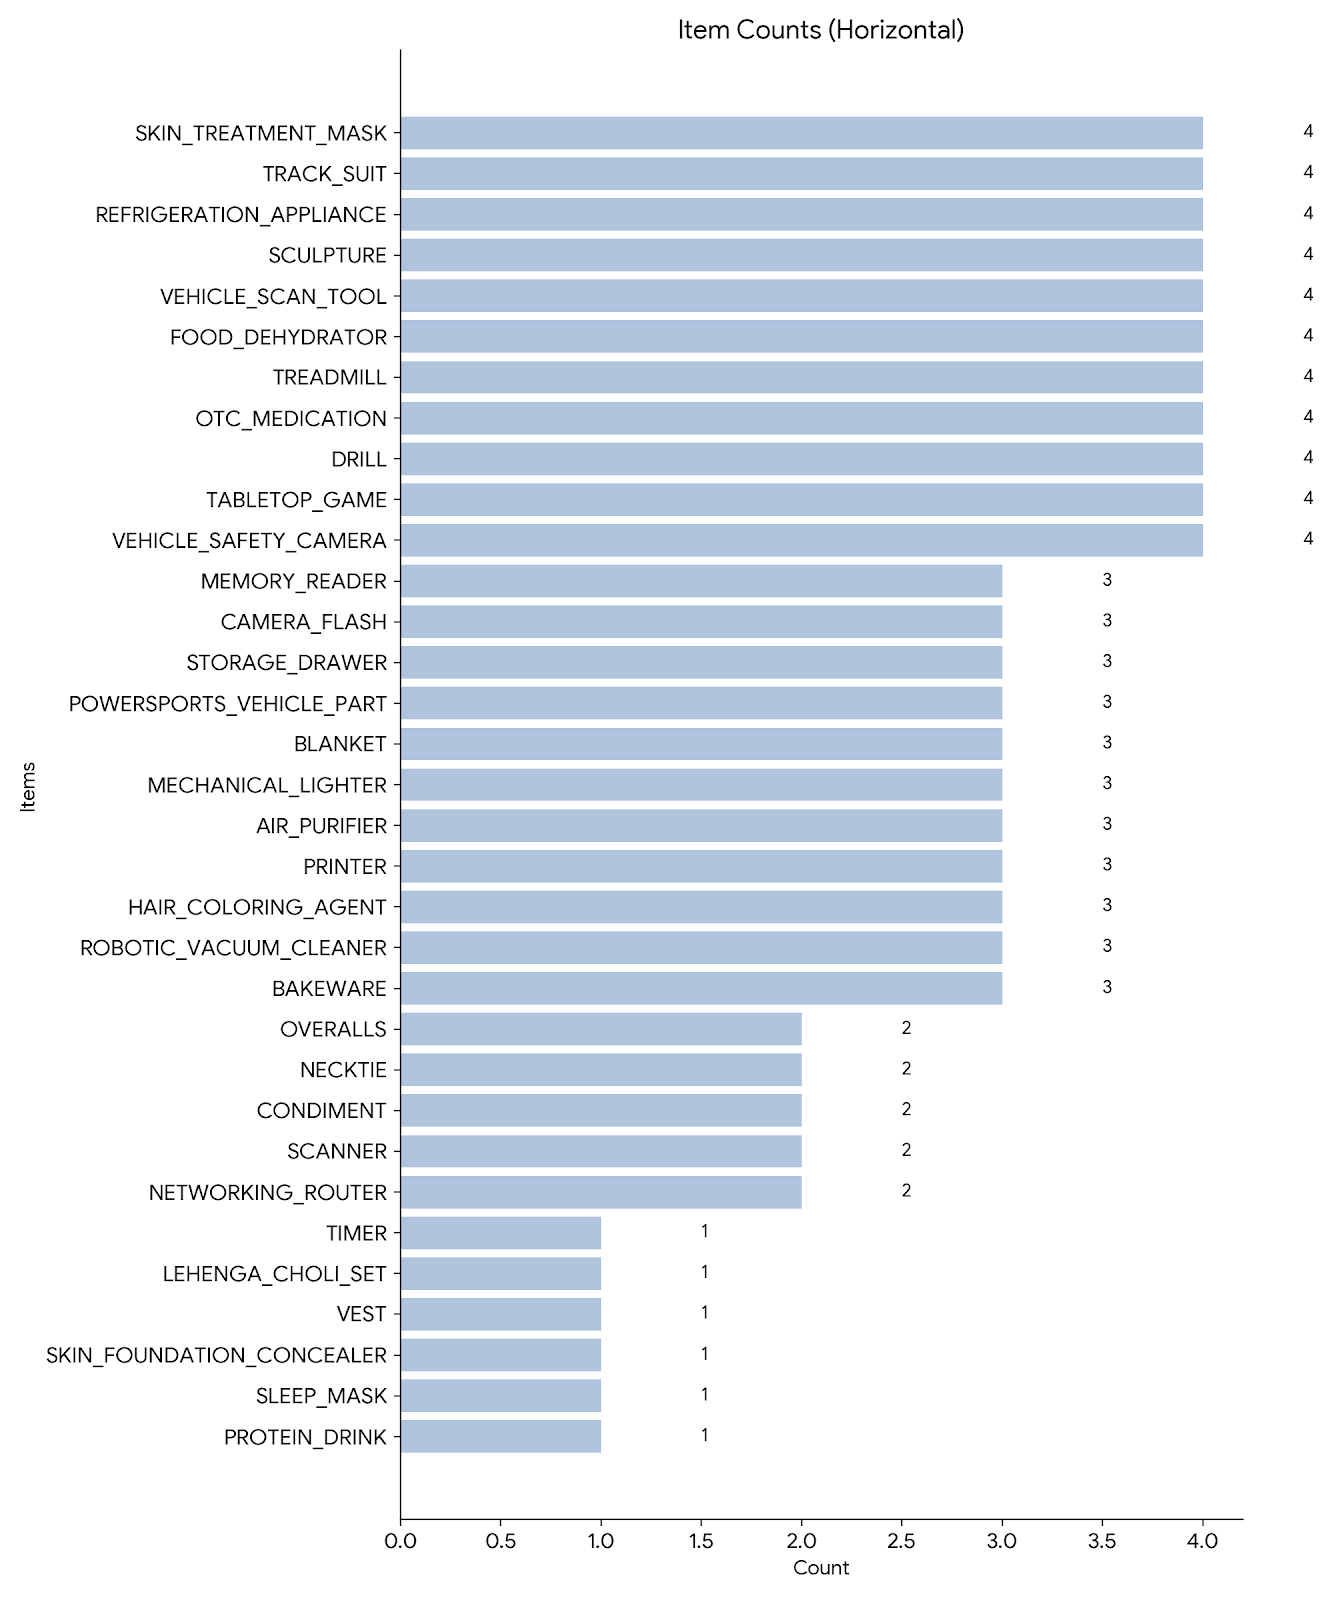 Item Counts (Horizontal)
SKIN_TREATMENT_MASK 4
TRACK_SUIT 4
REFRIGERATION_APPLIANCE 4
SCULPTURE 4
VEHICLE_SCAN_TOOL 4
FOOD_DEHYDRATOR 4
TREADMILL 4
OTC_MEDICATION 4
DRILL 4
TABLETOP_GAME 4
VEHICLE_SAFETY_CAMERA 4
MEMORY_READER 3
CAMERA_FLASH 3
STORAGE_DRAWER 3
POWERSPORTS_VEHICLE_PART 3
BLANKET 3
MECHANICAL_LIGHTER 3
AIR_PURIFIER 3
PRINTER 3
HAIR_COLORING_AGENT 3
ROBOTIC_VACUUM_CLEANER 3
BAKEWARE 3
OVERALLS 2
NECKTIE 2
CONDIMENT 2
SCANNER 2
NETWORKING_ROUTER 2
TIMER 1
LEHENGA_CHOLI_SET 1
VEST 1
SKIN_FOUNDATION_CONCEALER 1
SLEEP_MASK 1
PROTEIN_DRINK 1
Items
0.0 0.5 1.0 1.5 2.0 2.5 3.0 3.5 4.0
Count